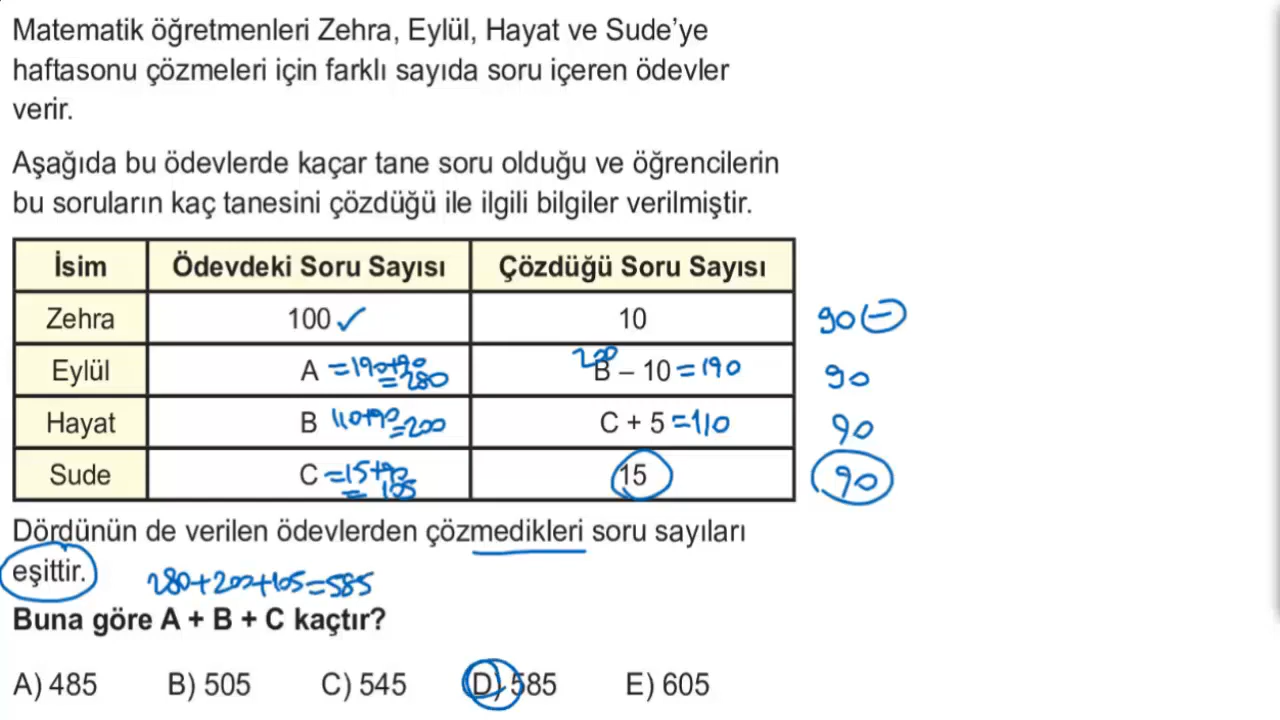 Matematik öğretmenleri Zehra, Eylül, Hayat ve Sude'ye
haftasonu çözmeleri için farklı sayıda soru içeren ödevler
verir.
Aşağıda bu ödevlerde kaçar tane soru olduğu ve öğrencilerin
bu soruların kaç tanesini çözdüğü ile ilgili bilgiler verilmiştir.
İsim Ödevdeki Soru Sayısı Çözdüğü Soru Sayısı
Zehra 100 ✓ 10 90 –
Eylül A =190+90 =280 200 B – 10 =190 90
Hayat B 110+90 =200 C + 5 =110 90
Sude C =15+90 = 105 15 90
Dördünün de verilen ödevlerden çözmedikleri soru sayıları
eşittir. 280+200+105=585
Buna göre A + B + C kaçtır?
A) 485 B) 505 C) 545 D) 585 E) 605